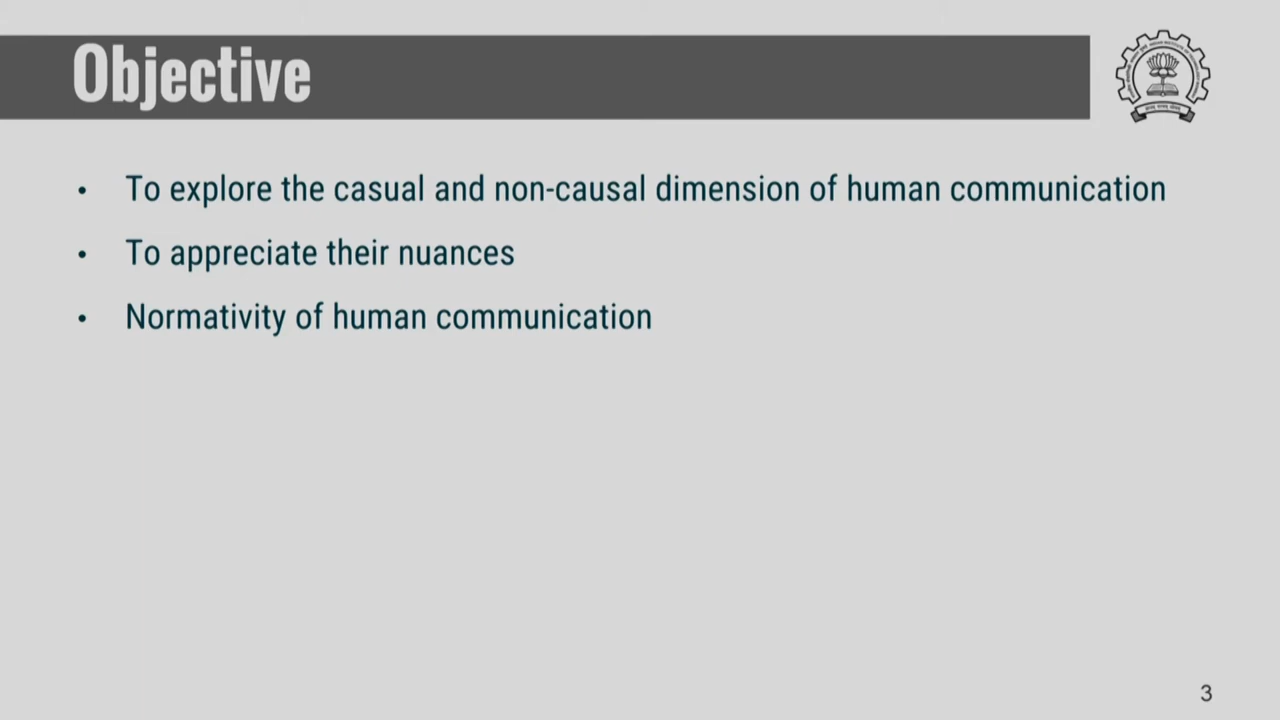 Objective
• To explore the casual and non-causal dimension of human communication
• To appreciate their nuances
• Normativity of human communication
3